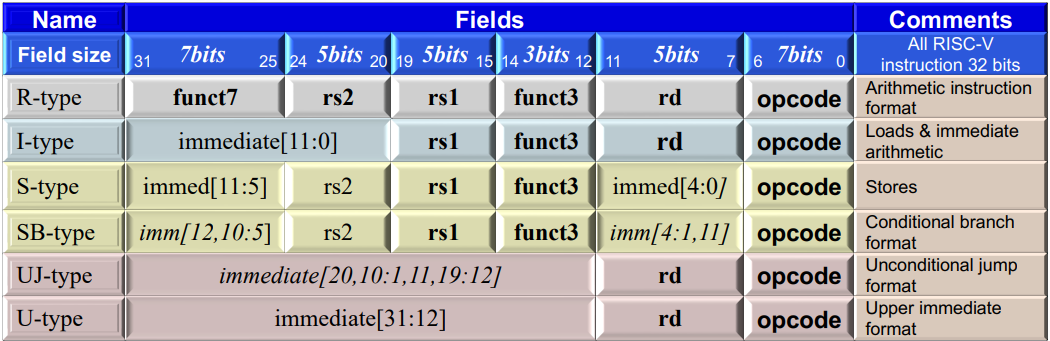 Name Fields Comments
Field size 31 7bits 25 24 5bits 20 19 5bits 15 14 3bits 12 11 5bits 7 6 7bits 0 All RISC-V
instruction 32 bits
R-type funct7 rs2 rs1 funct3 rd opcode Arithmetic instruction
format
I-type immediate[11:0] rs1 funct3 rd opcode Loads & immediate
arithmetic
S-type immed[11:5] rs2 rs1 funct3 immed[4:0] opcode Stores
SB-type imm[12,10:5] rs2 rs1 funct3 imm[4:1,11] opcode Conditional branch
format
UJ-type immediate[20,10:1,11,19:12] rd opcode Unconditional jump
format
U-type immediate[31:12] rd opcode Upper immediate
format